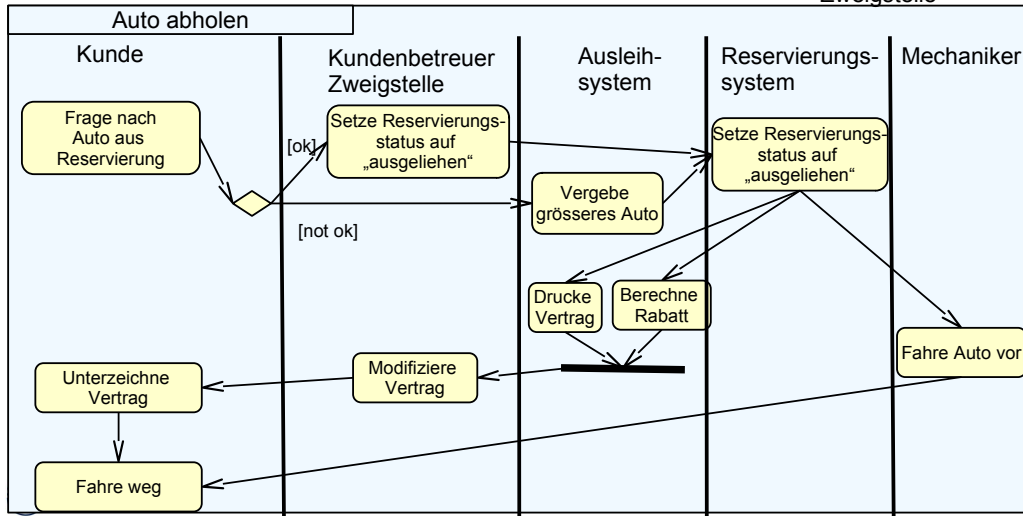 Zweigstelle
Auto abholen
Kunde
Kundenbetreuer
Zweigstelle
Ausleih-
system
Reservierungs-
system
Mechaniker
Frage nach
Auto aus
Reservierung
[ok]
Setze Reservierungs-
status auf
„ausgeliehen“
Setze Reservierungs-
status auf
„ausgeliehen“
[not ok]
Vergebe
grösseres Auto
Drucke
Vertrag
Berechne
Rabatt
Fahre Auto vor
Modifiziere
Vertrag
Unterzeichne
Vertrag
Fahre weg